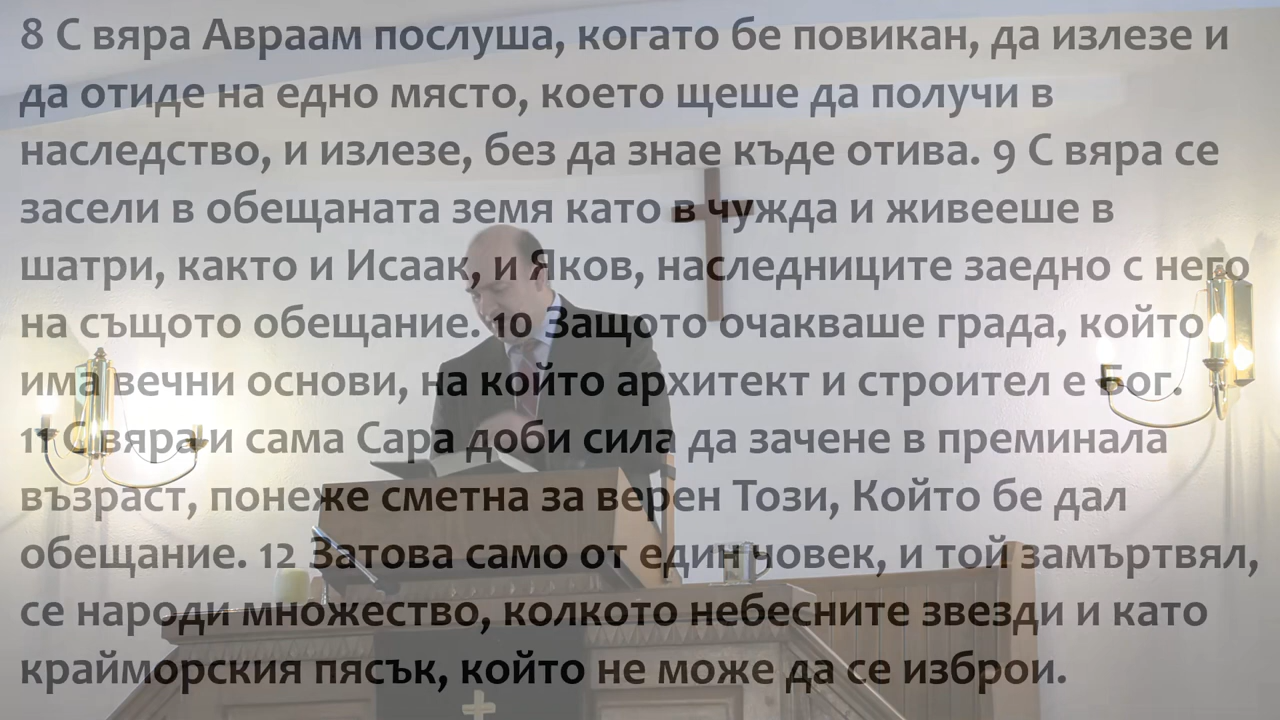 8 С вяра Авраам послуша, когато бе повикан, да излезе и
да отиде на едно място, което щеше да получи в
наследство, и излезе, без да знае къде отива. 9 С вяра се
засели в обещаната земя като в чужда и живееше в
шатри, както и Исаак, и Яков, наследниците заедно с него
на същото обещание. 10 Защото очакваше града, който
има вечни основи, на който архитект и строител е Бог.
11 С вяра и сама Сара доби сила да зачене в преминала
възраст, понеже сметна за верен Този, Който бе дал
обещание. 12 Затова само от един човек, и той замъртвял,
се народи множество, колкото небесните звезди и като
крайморския пясък, който не може да се изброи.